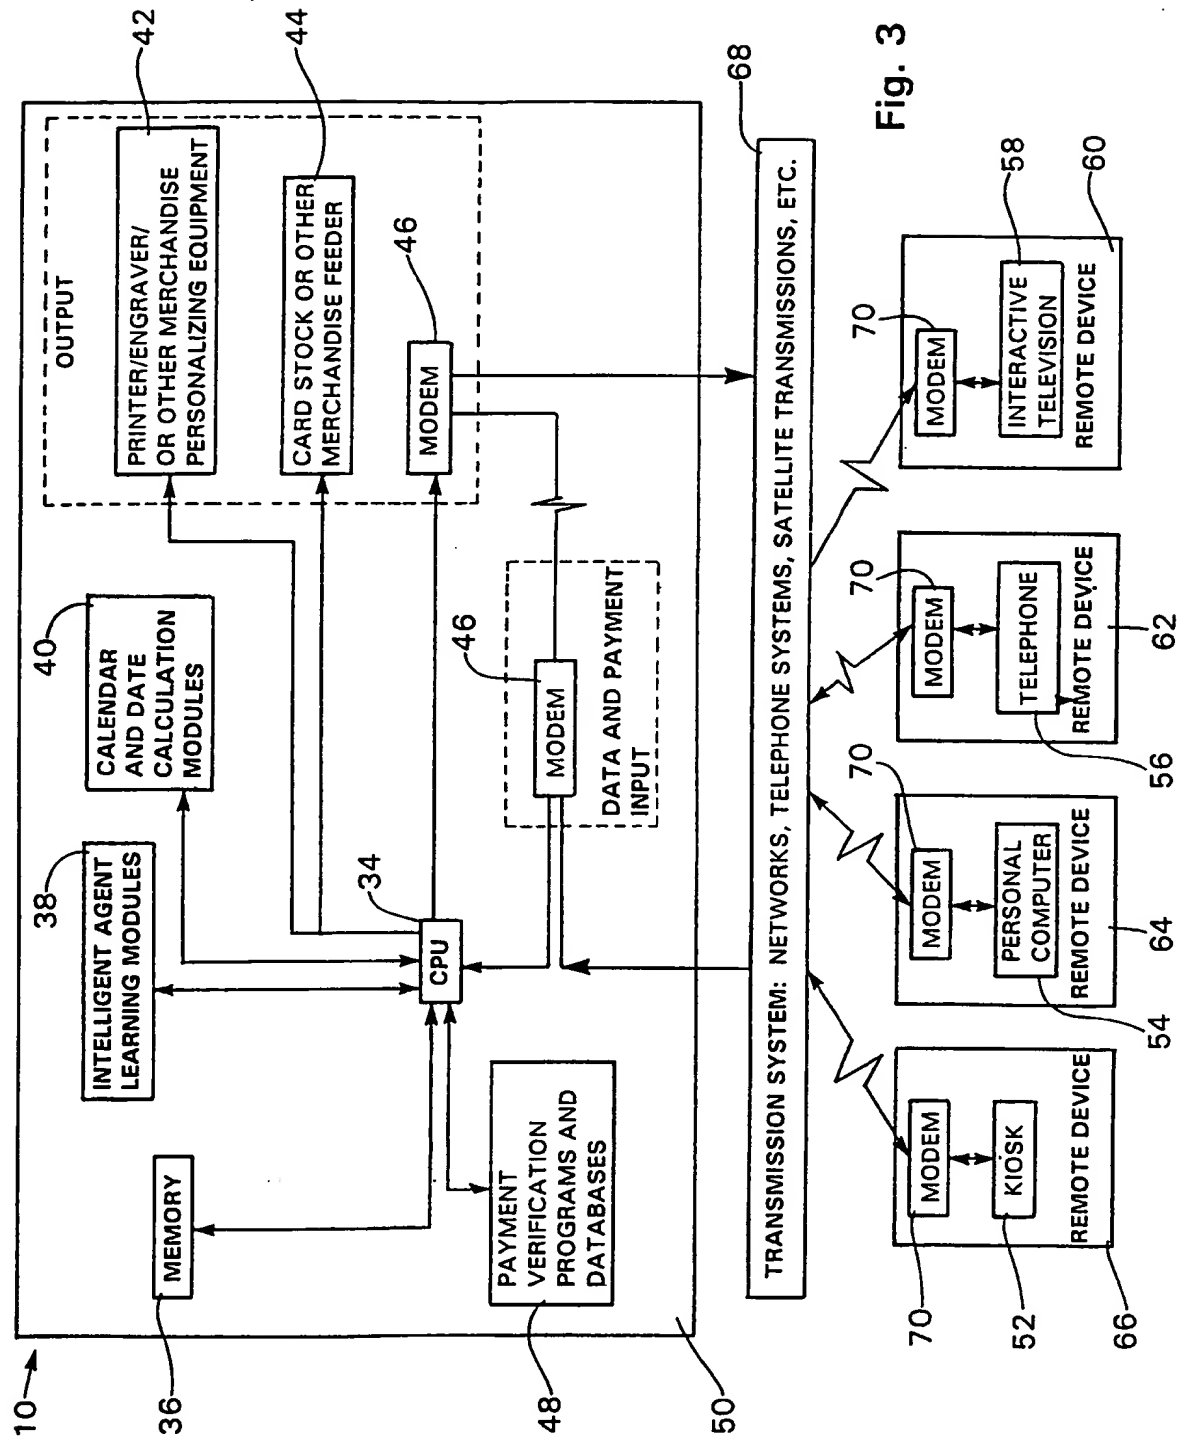 10
36
MEMORY
38
INTELLIGENT AGENT
LEARNING MODULES
40
CALENDAR
AND DATE
CALCULATION
MODULES
OUTPUT
42
PRINTER/ENGRAVER/
OR OTHER MERCHANDISE
PERSONALIZING EQUIPMENT
44
CARD STOCK OR OTHER
MERCHANDISE FEEDER
46
MODEM
34
CPU
48
PAYMENT
VERIFICATION
PROGRAMS AND
DATABASES
46
MODEM
DATA AND PAYMENT
INPUT
50
68
TRANSMISSION SYSTEM: NETWORKS, TELEPHONE SYSTEMS, SATELLITE TRANSMISSIONS, ETC.
70
MODEM
52
KIOSK
REMOTE DEVICE
66
70
MODEM
54
PERSONAL
COMPUTER
REMOTE DEVICE
64
70
MODEM
56
TELEPHONE
REMOTE DEVICE
62
70
MODEM
58
INTERACTIVE
TELEVISION
REMOTE DEVICE
60
Fig. 3